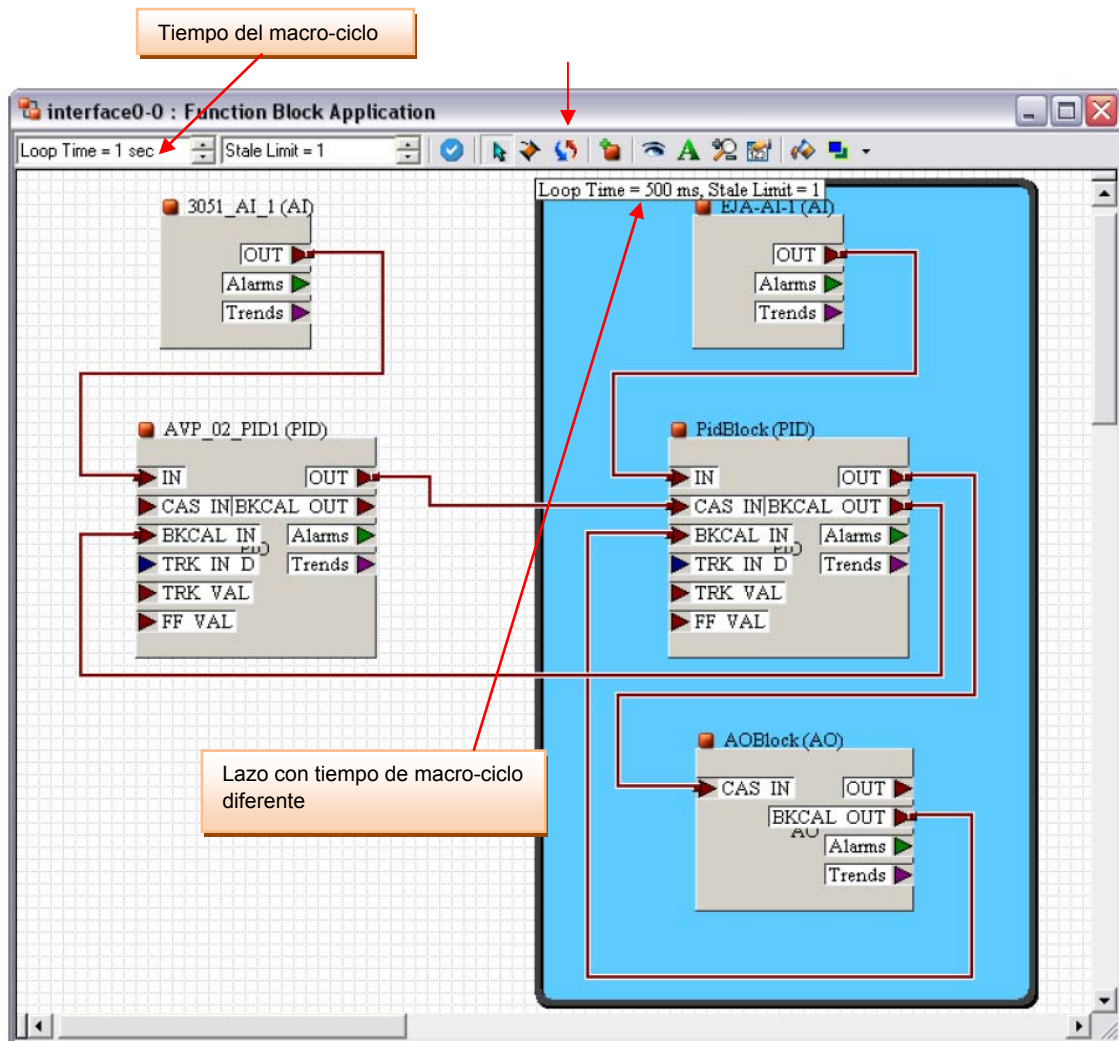 Tiempo del macro-ciclo
interface0-0 : Function Block Application
Loop Time = 1 sec
Stale Limit = 1
A
Loop Time = 500 ms, Stale Limit = 1
3051_AI_1 (AI)
OUT
Alarms
Trends
EJA-AI-1 (AI)
OUT
Alarms
Trends
AVP_02_PID1 (PID)
IN OUT
CAS IN BKCAL OUT
BKCAL IN Alarms
PID
TRK IN D Trends
TRK VAL
FF VAL
PidBlock (PID)
IN OUT
CAS IN BKCAL OUT
BKCAL IN Alarms
PID
TRK IN D Trends
TRK VAL
FF VAL
Lazo con tiempo de macro-ciclo
diferente
AOBlock (AO)
CAS IN OUT
BKCAL OUT
AO
Alarms
Trends